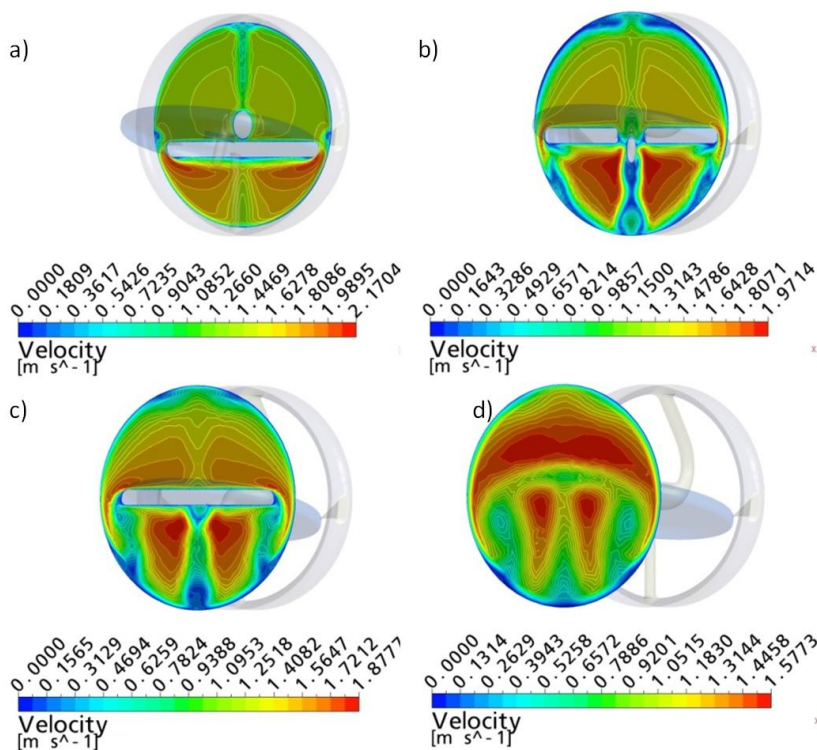 a)
b)
0.0000 0.1809 0.3617 0.5426 0.7235 0.9043 1.0852 1.2660 1.4469 1.6278 1.8086 1.9895 2.1704
Velocity
[m s^-1]
0.0000 0.1643 0.3286 0.4929 0.6571 0.8214 0.9857 1.1500 1.3143 1.4786 1.6428 1.8071 1.9714
Velocity
[m s^-1]
x
c)
d)
0.0000 0.1565 0.3129 0.4694 0.6259 0.7824 0.9388 1.0953 1.2518 1.4082 1.5647 1.7212 1.8777
Velocity
[m s^-1]
0.0000 0.1314 0.2629 0.3943 0.5258 0.6572 0.7886 0.9201 1.0515 1.1830 1.3144 1.4458 1.5773
Velocity
[m s^-1]
x